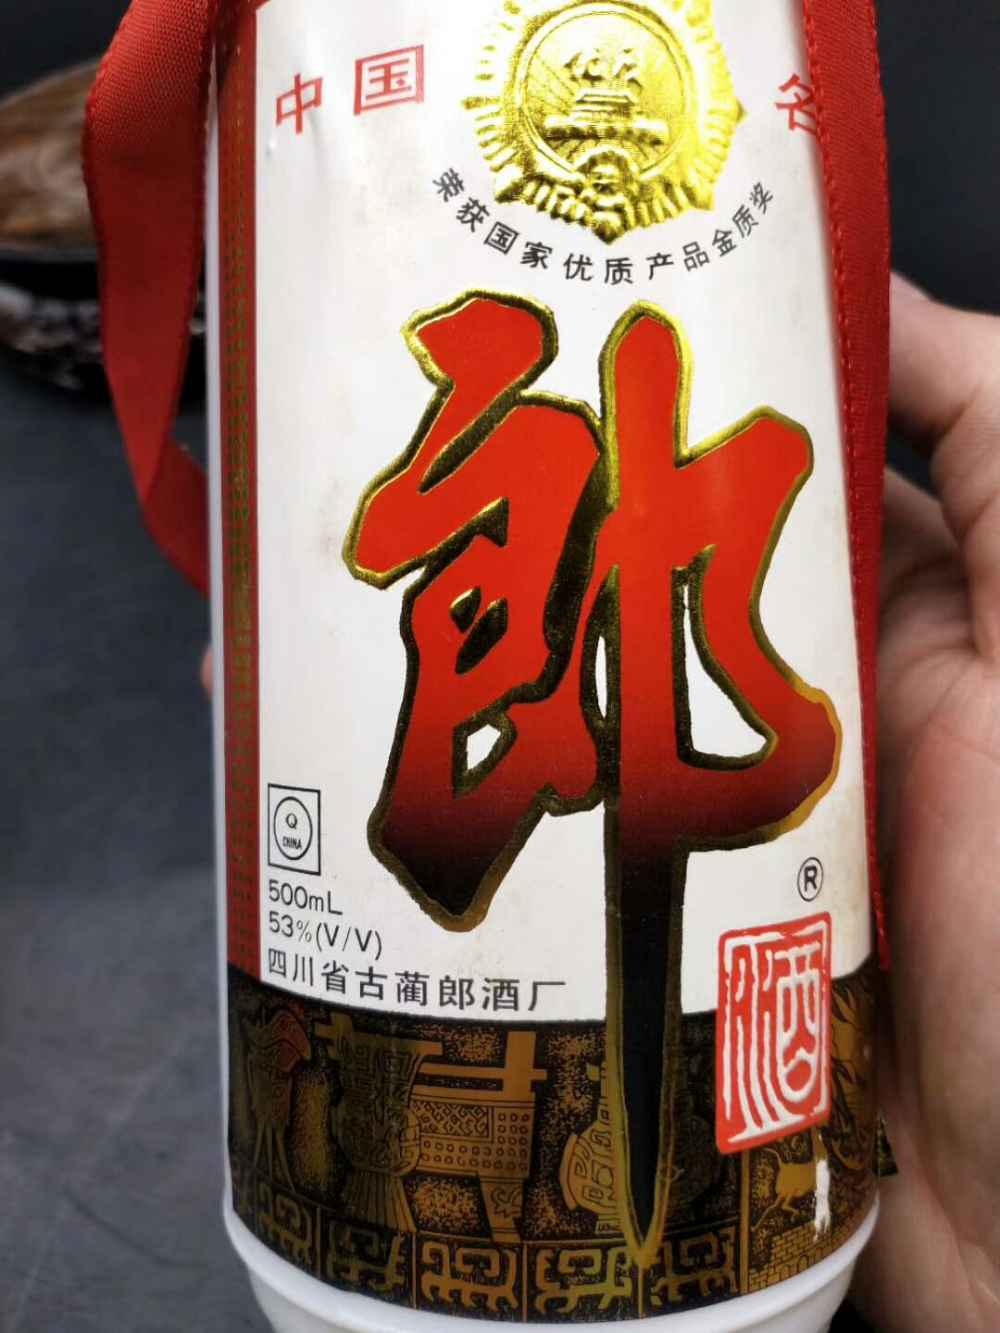 中国 名
荣获国家优质产品金质奖
郎
Q
CHINA
500mL
53%(V/V)
四川省古蔺郎酒厂
®
酒